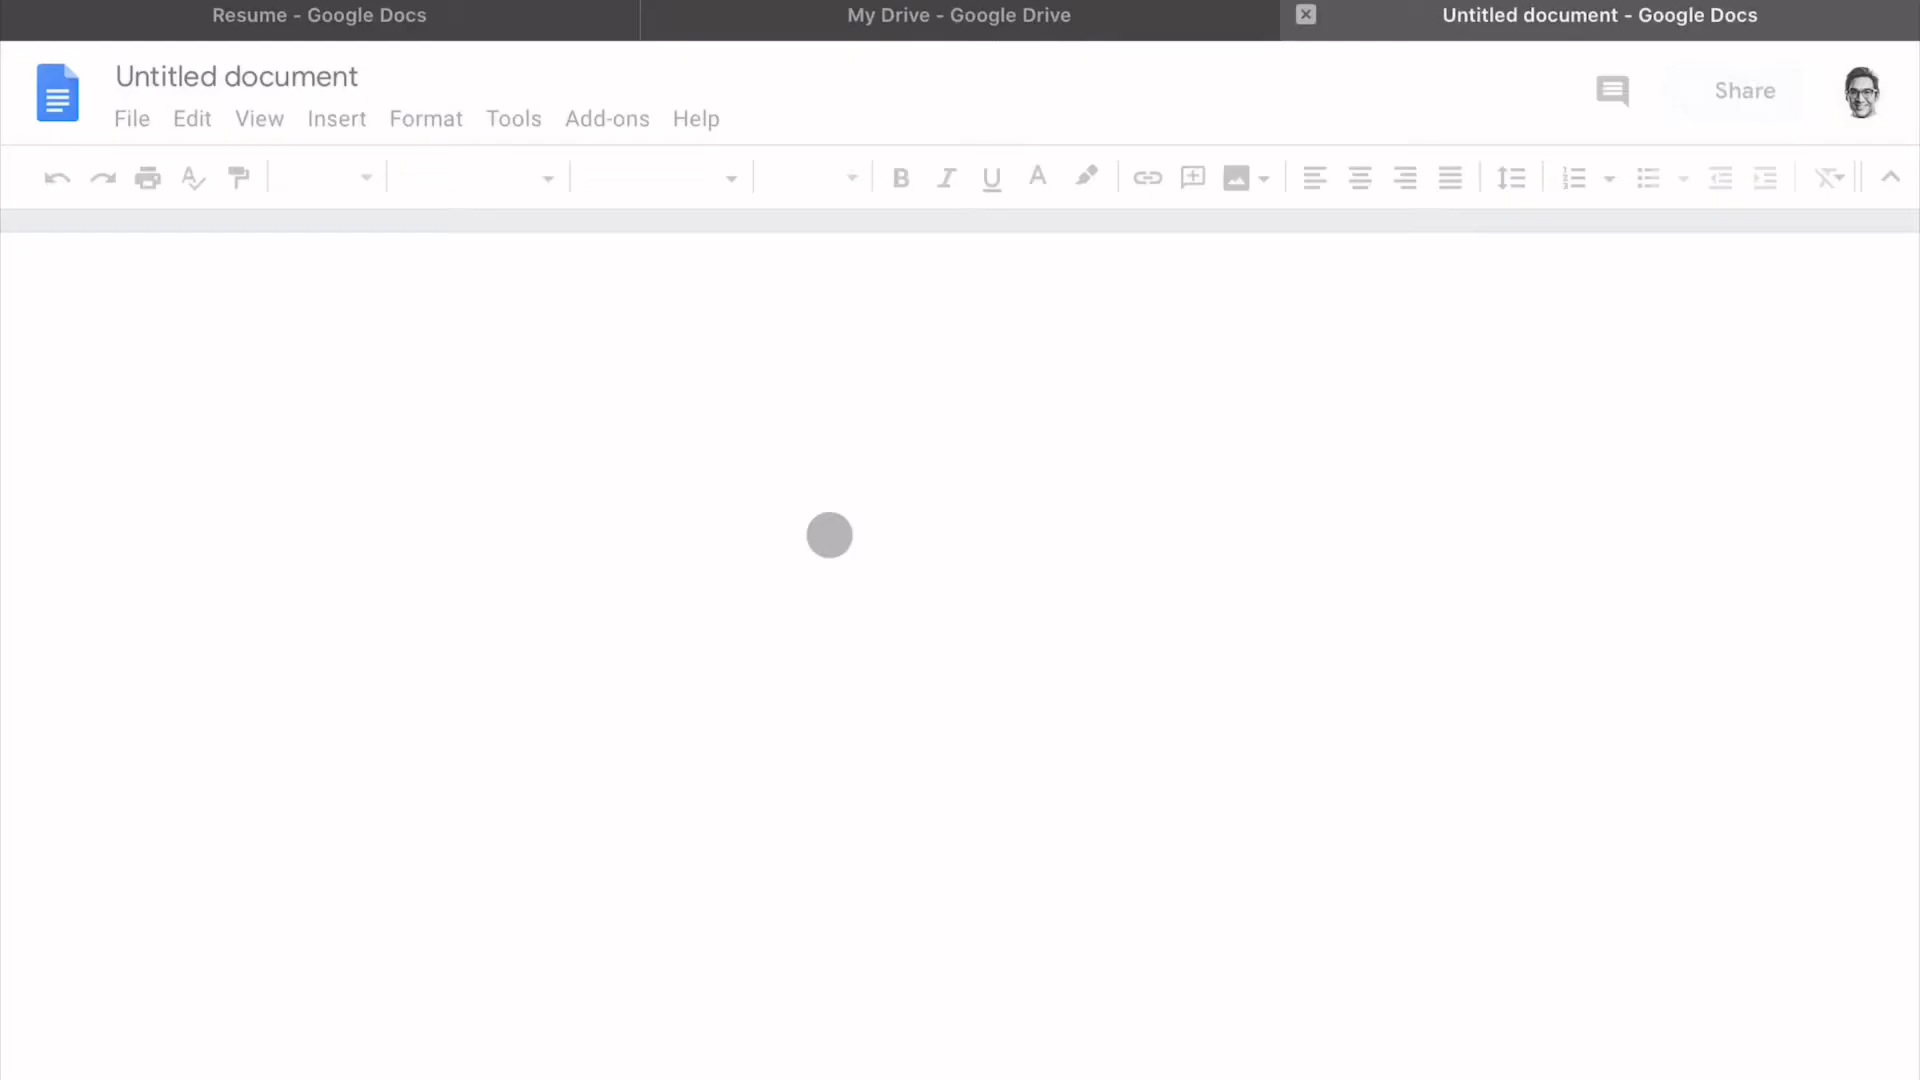 Resume - Google Docs
My Drive - Google Drive
Untitled document - Google Docs
Untitled document
Share
File Edit View Insert Format Tools Add-ons Help